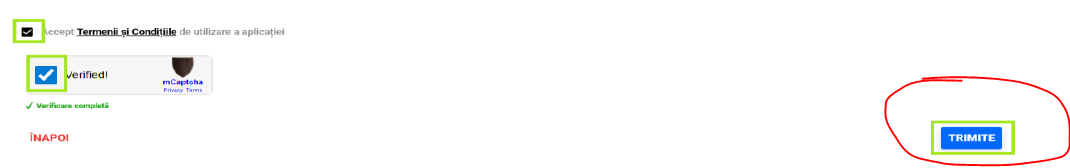 Accept Termenii și Condițiile de utilizare a aplicației
Verified!
mCaptcha
Privacy Terms
✓ Verificare completă
ÎNAPOI
TRIMITE